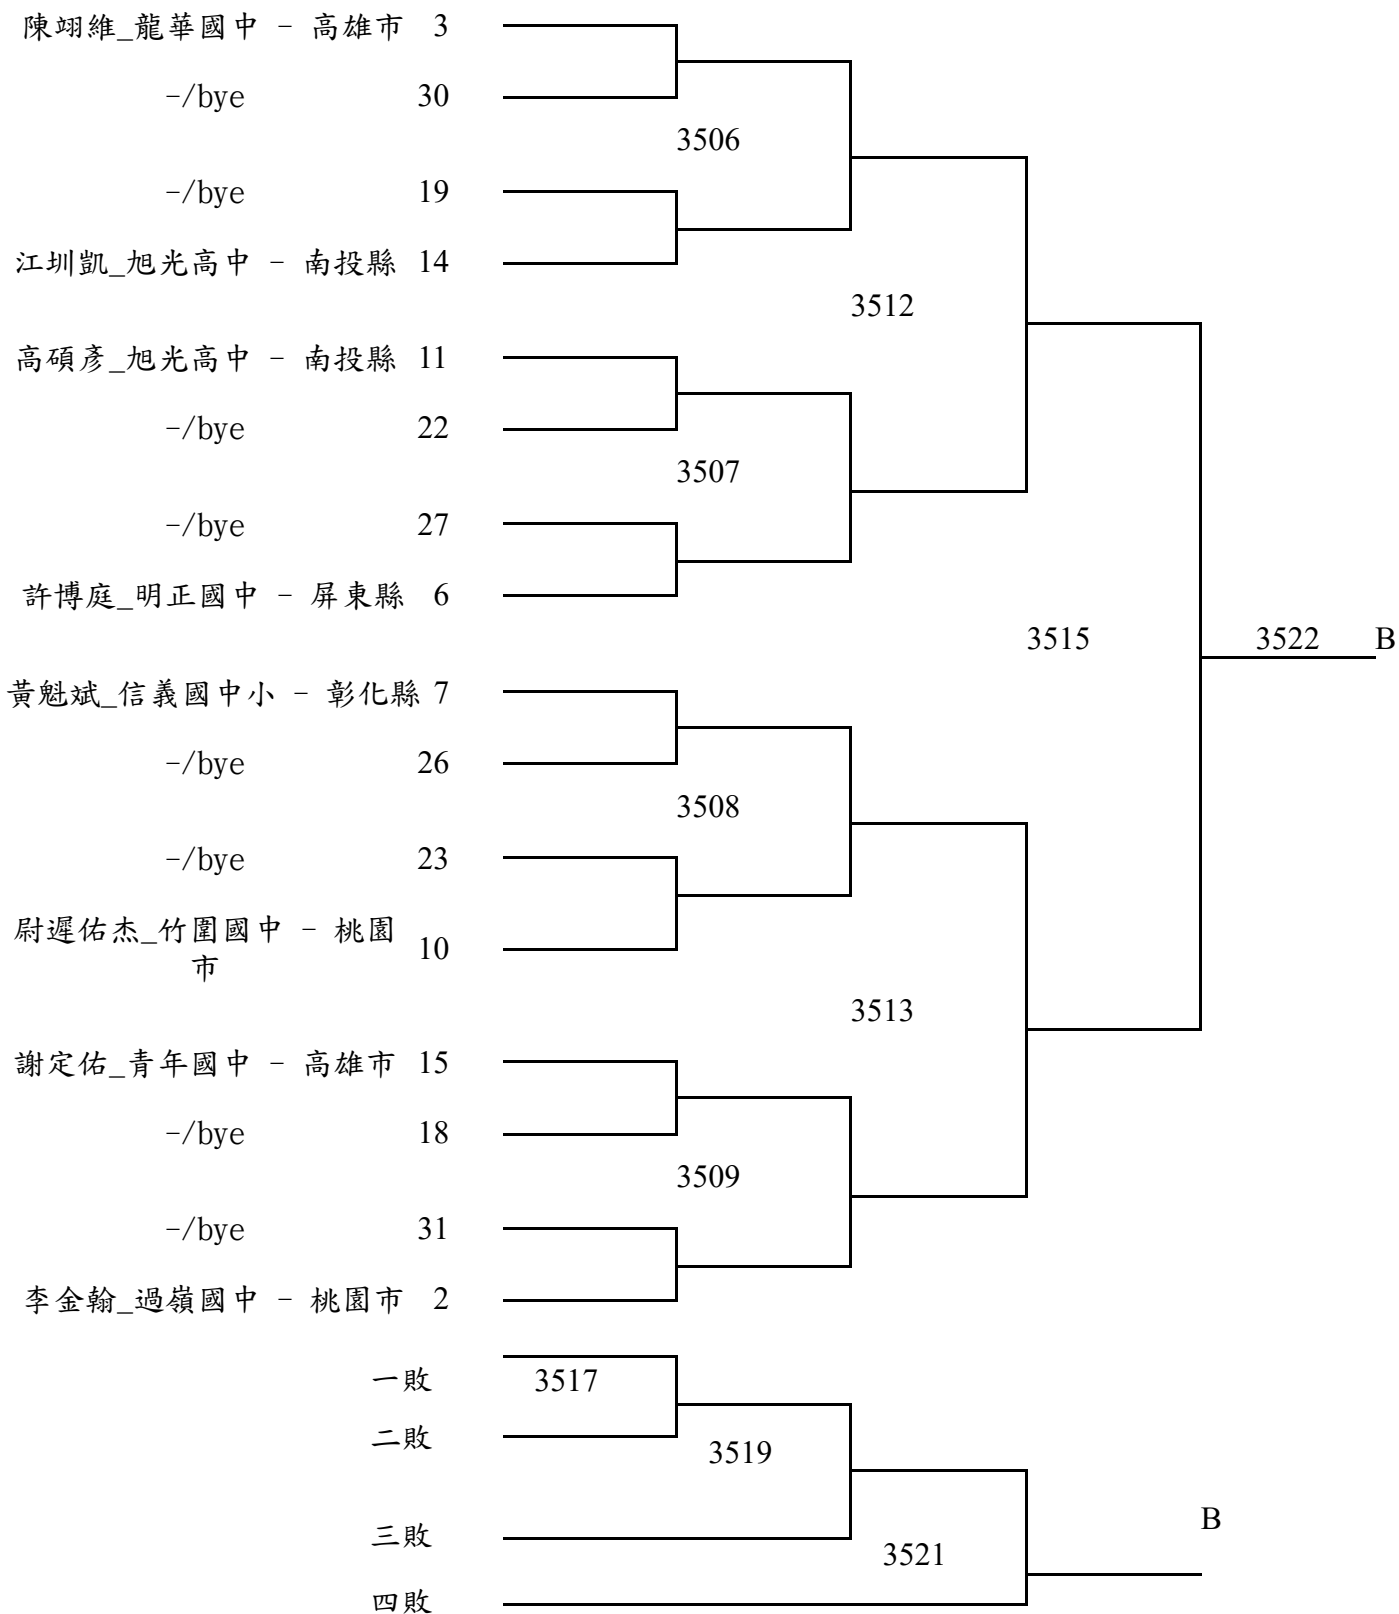 陳翊維_龍華國中 - 高雄市 3
-/bye 30
3506
-/bye 19
江圳凱_旭光高中 - 南投縣 14
3512
高碩彥_旭光高中 - 南投縣 11
-/bye 22
3507
-/bye 27
許博庭_明正國中 - 屏東縣 6
3515 3522 B
黃魁斌_信義國中小 - 彰化縣 7
-/bye 26
3508
-/bye 23
尉遲佑杰_竹圍國中 - 桃園
市 10
3513
謝定佑_青年國中 - 高雄市 15
-/bye 18
3509
-/bye 31
李金翰_過嶺國中 - 桃園市 2
一敗 3517
二敗
3519
B
三敗
3521
四敗